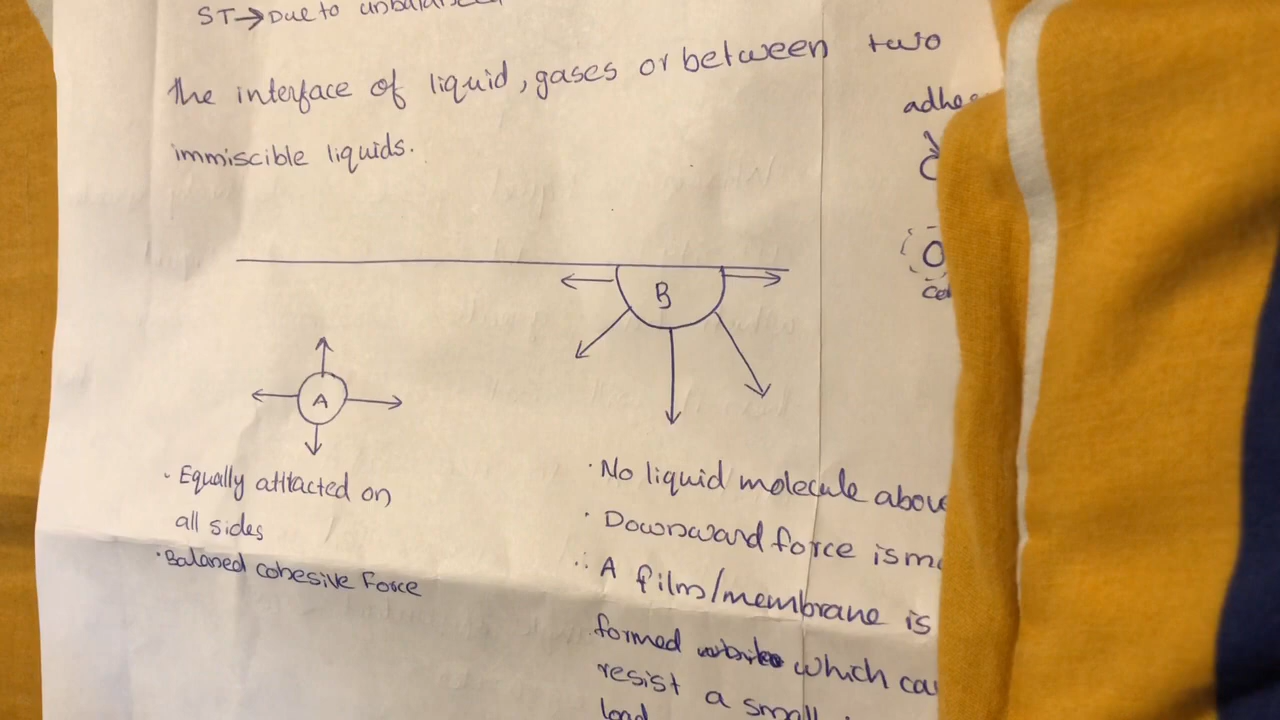 ST→Due to
the interface of liquid, gases or between two
immiscible liquids.
B
A
· Equally attracted on
all sides
· Balanced cohesive Force
· No liquid molecule above
· Downward force is
∴ A film/membrane is
formed which
resist a small
load